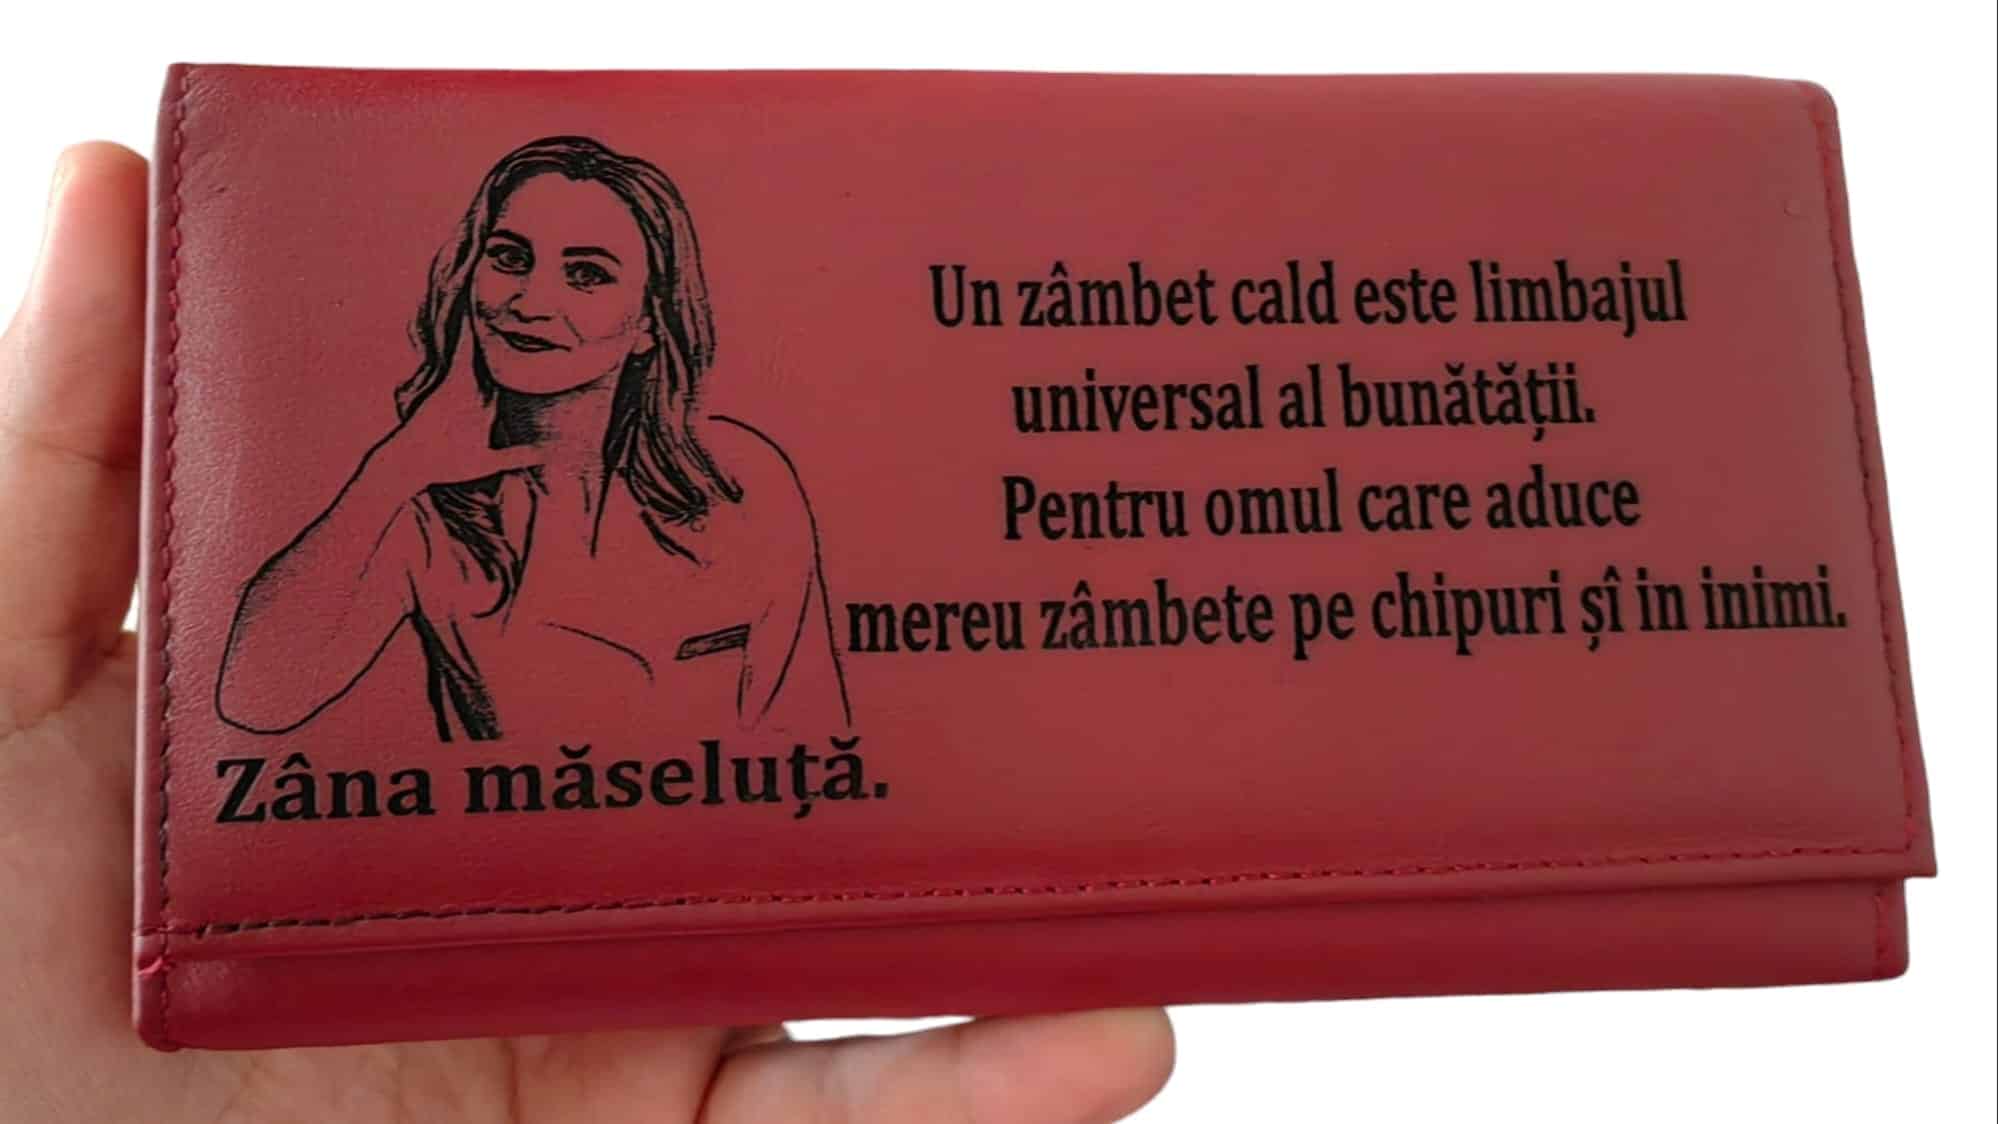 Un zâmbet cald este limbajul
universal al bunătății.
Pentru omul care aduce
mereu zâmbete pe chipuri șî in inimi.
Zâna măseluță.